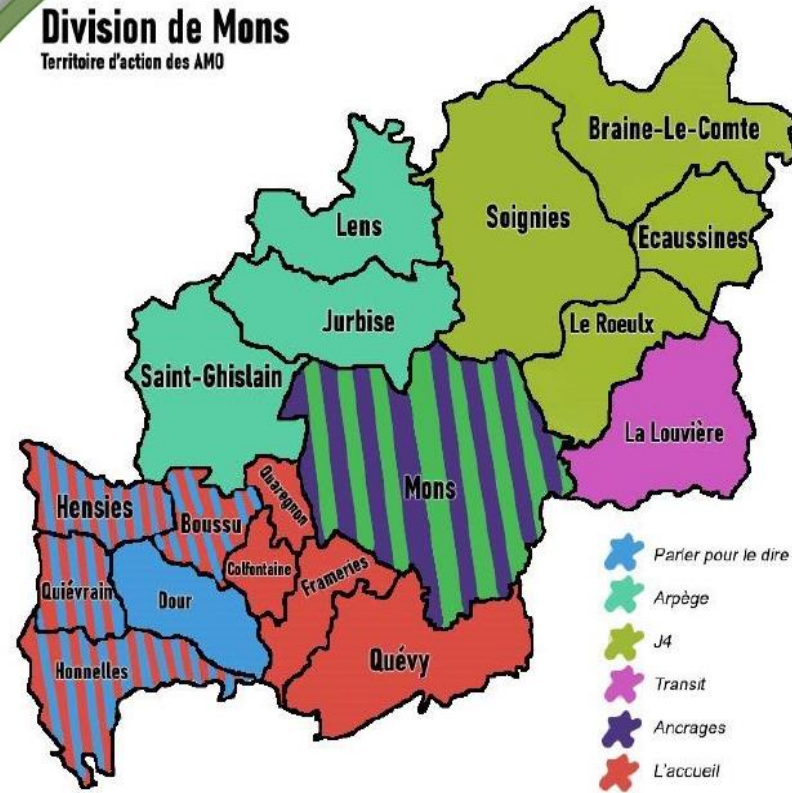 Division de Mons
Territoire d'action des AMO
Braine-Le-Comte
Lens
Soignies
Ecaussines
Jurbise
Le Roeulx
Saint-Ghislain
La Louvière
Mons
Hensies
Boussu
Quaregnon
Colfontaine
Frameries
Quiévrain
Dour
Honnelles
Quévy
Parler pour le dire
Arpège
J4
Transit
Ancrages
L'accueil